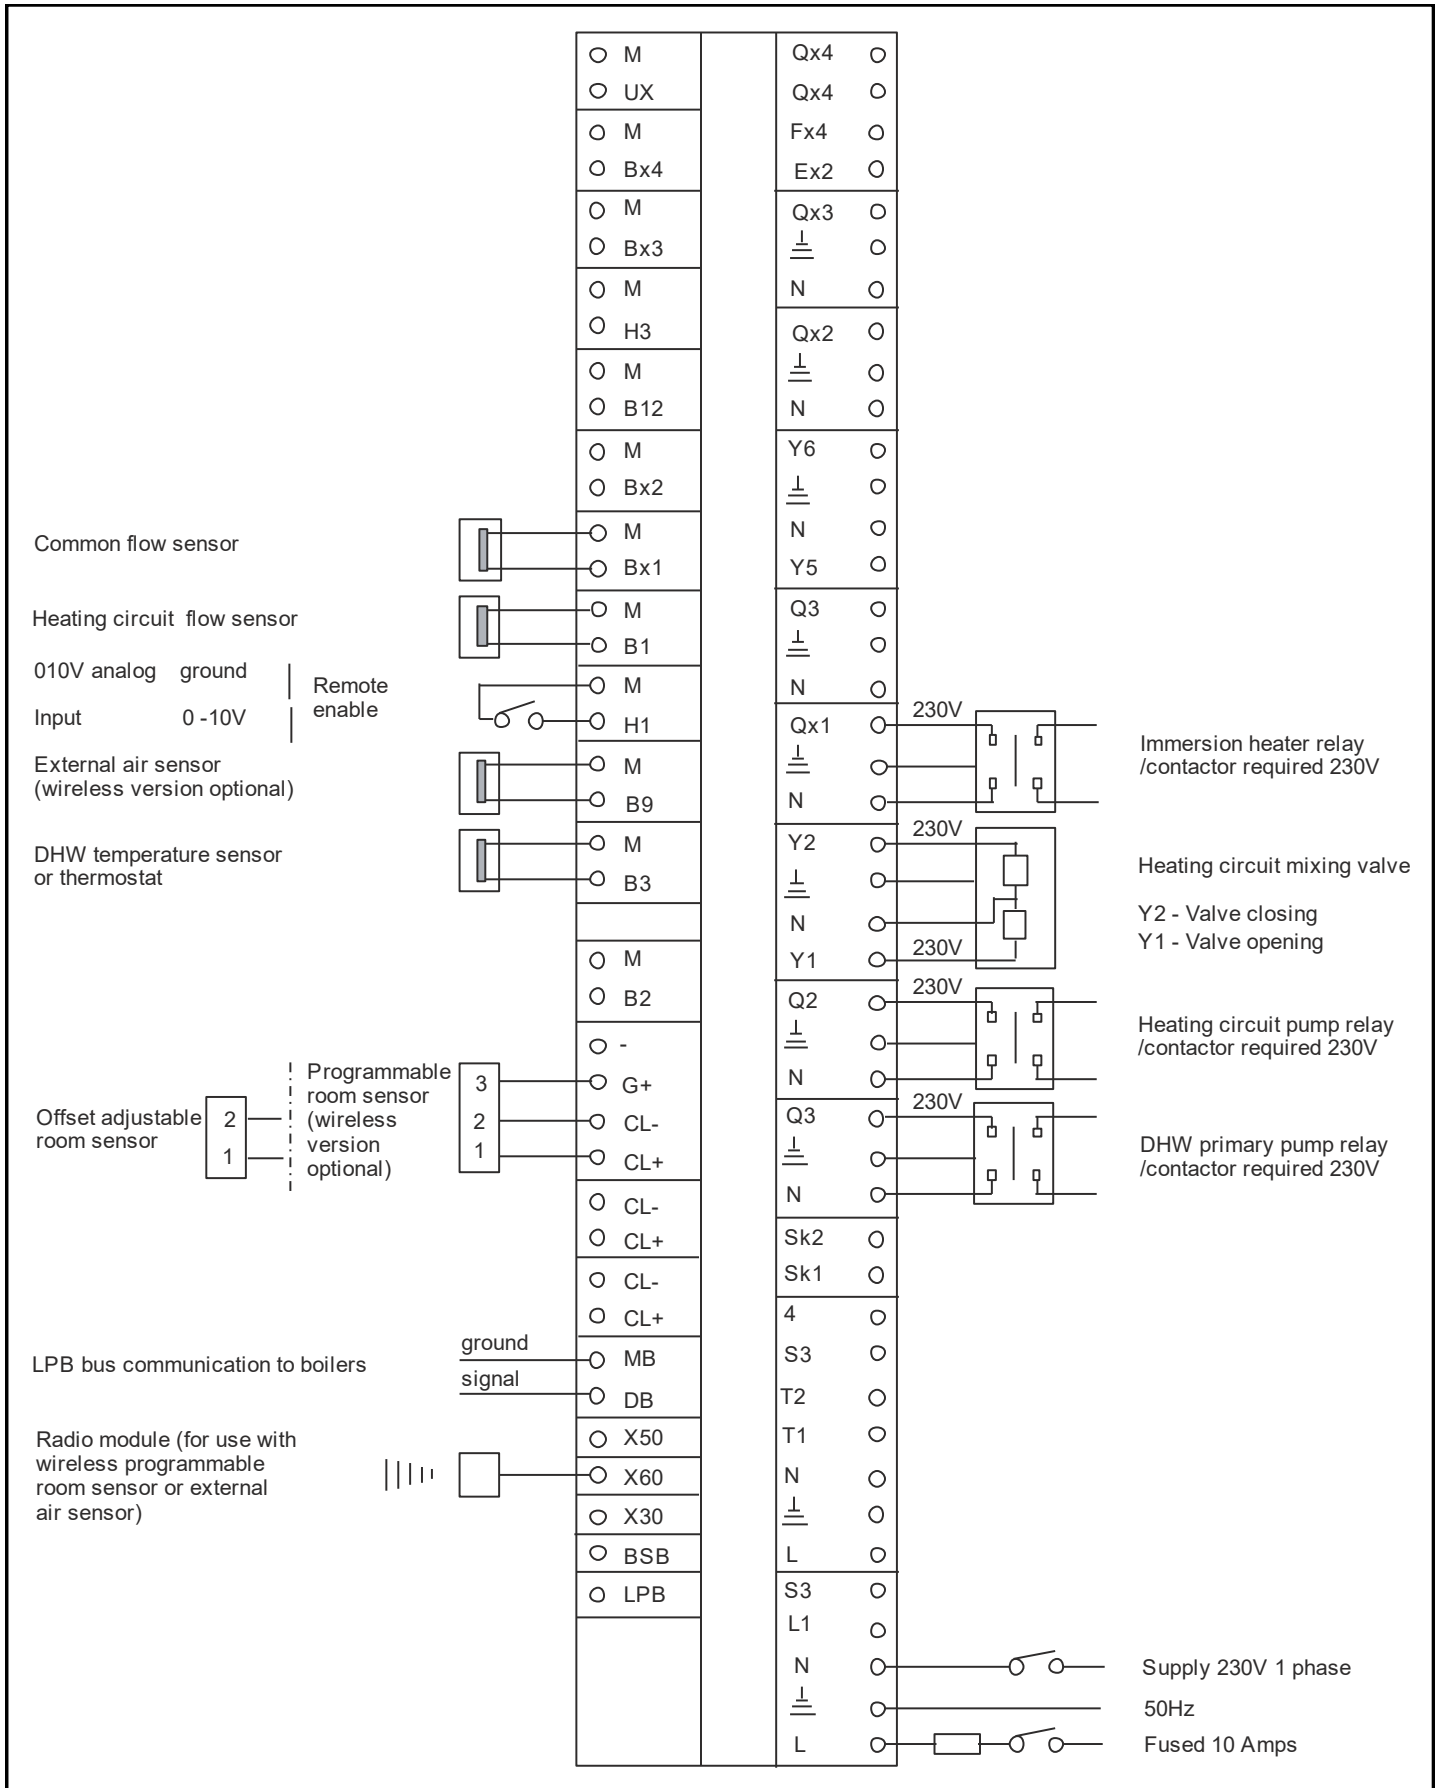 M
UX
M
Bx4
M
Bx3
M
H3
M
B12
M
Bx2
Common flow sensor
M
Bx1
Heating circuit flow sensor
M
B1
010V analog ground
Input 0 -10V
Remote
enable
M
H1
External air sensor
(wireless version optional)
M
B9
DHW temperature sensor
or thermostat
M
B3
M
B2
-
G+
CL-
CL+
Offset adjustable
room sensor
2
1
Programmable
room sensor
(wireless
version
optional)
3
2
1
CL-
CL+
CL-
CL+
LPB bus communication to boilers
ground
signal
MB
DB
Radio module (for use with
wireless programmable
room sensor or external
air sensor)
X50
X60
X30
BSB
LPB
Qx4
Qx4
Fx4
Ex2
Qx3
N
Qx2
N
Y6
N
Y5
Q3
N
Qx1
N
230V
Immersion heater relay
/contactor required 230V
Y2
N
Y1
230V
230V
Heating circuit mixing valve
Y2 - Valve closing
Y1 - Valve opening
Q2
N
230V
Heating circuit pump relay
/contactor required 230V
Q3
N
230V
DHW primary pump relay
/contactor required 230V
Sk2
Sk1
4
S3
T2
T1
N
L
S3
L1
N
L
Supply 230V 1 phase
50Hz
Fused 10 Amps